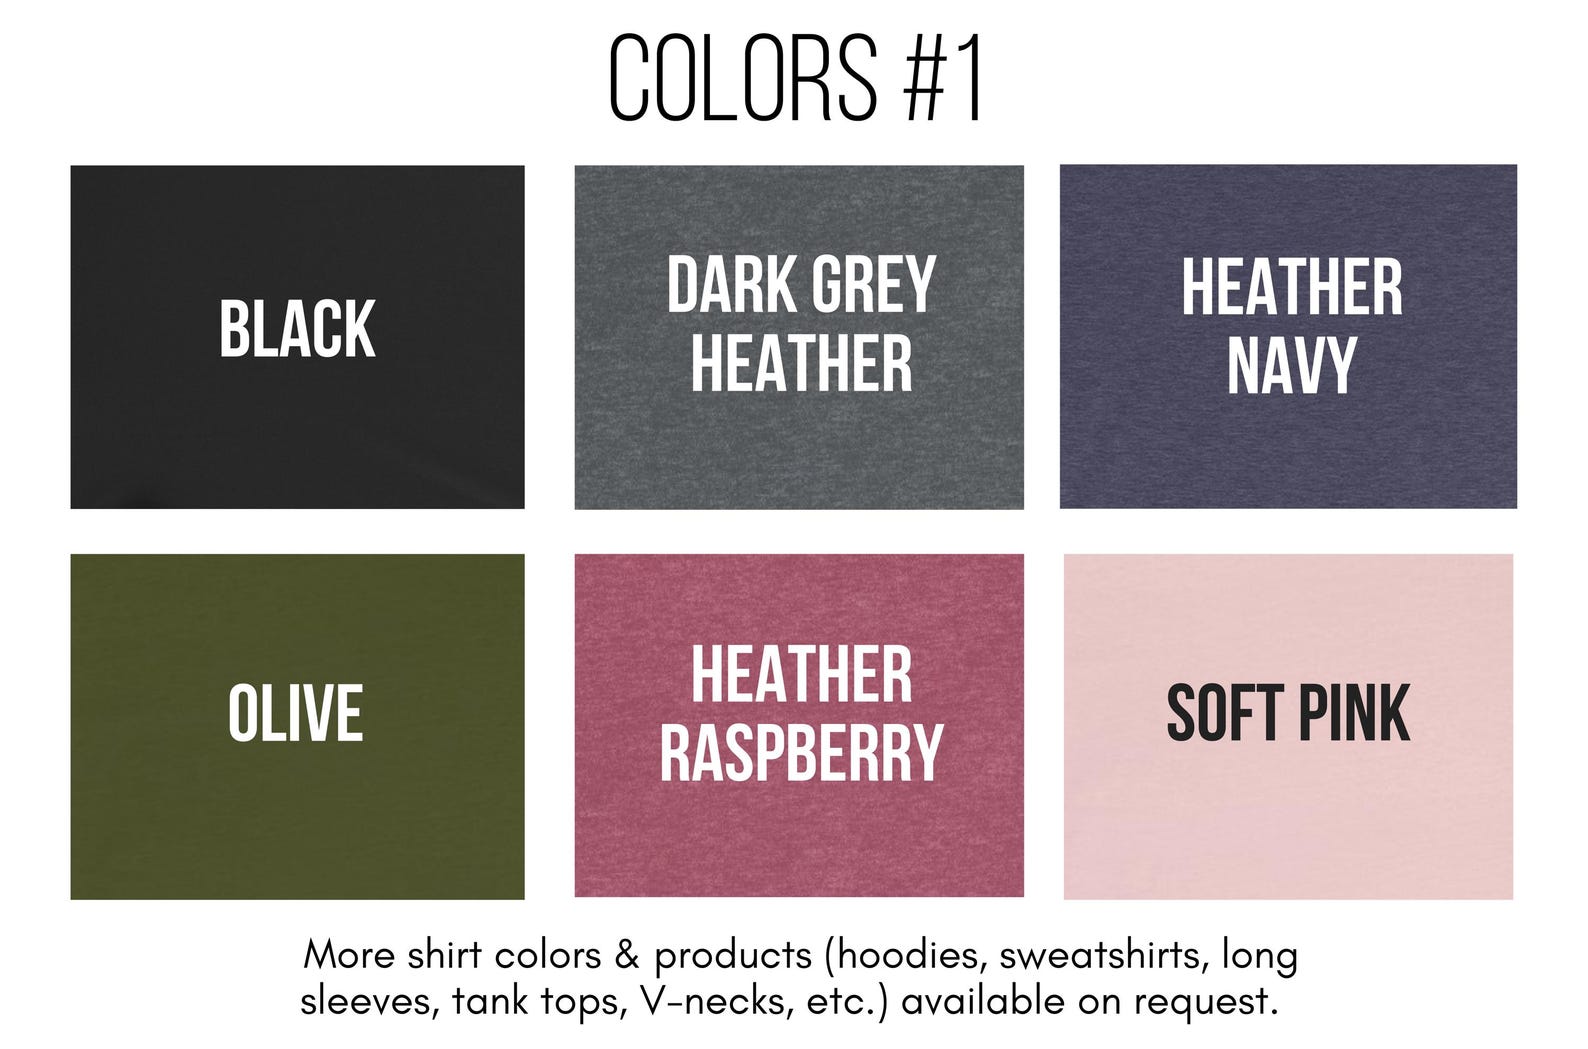 COLORS #1
BLACK
DARK GREY
HEATHER
HEATHER
NAVY
OLIVE
HEATHER
RASPBERRY
SOFT PINK
More shirt colors & products (hoodies, sweatshirts, long
sleeves, tank tops, V-necks, etc.) available on request.